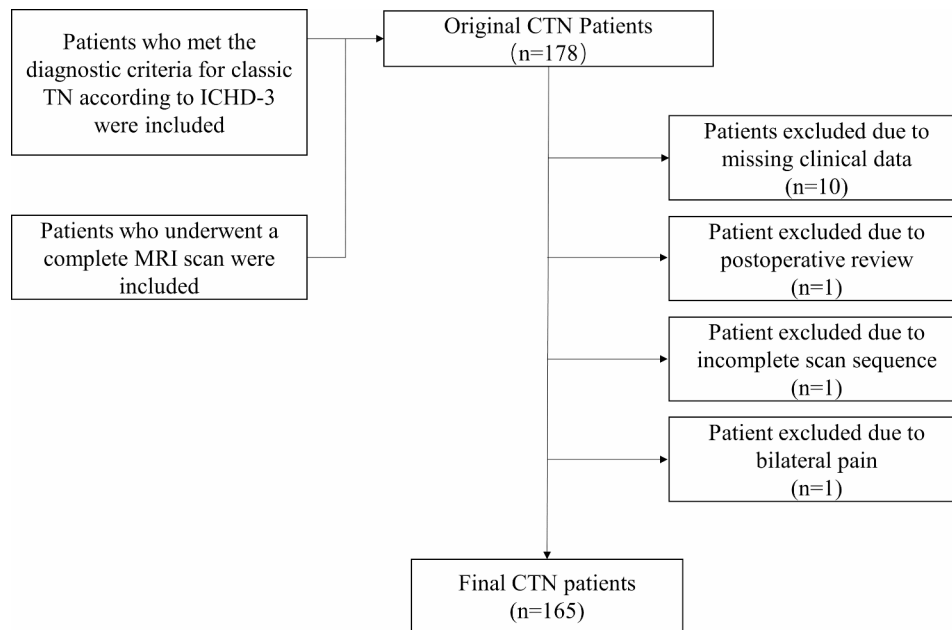 Patients who met the
diagnostic criteria for classic
TN according to ICHD-3
were included
Patients who underwent a
complete MRI scan were
included
Original CTN Patients
(n=178)
Patients excluded due to
missing clinical data
(n=10)
Patient excluded due to
postoperative review
(n=1)
Patient excluded due to
incomplete scan sequence
(n=1)
Patient excluded due to
bilateral pain
(n=1)
Final CTN patients
(n=165)